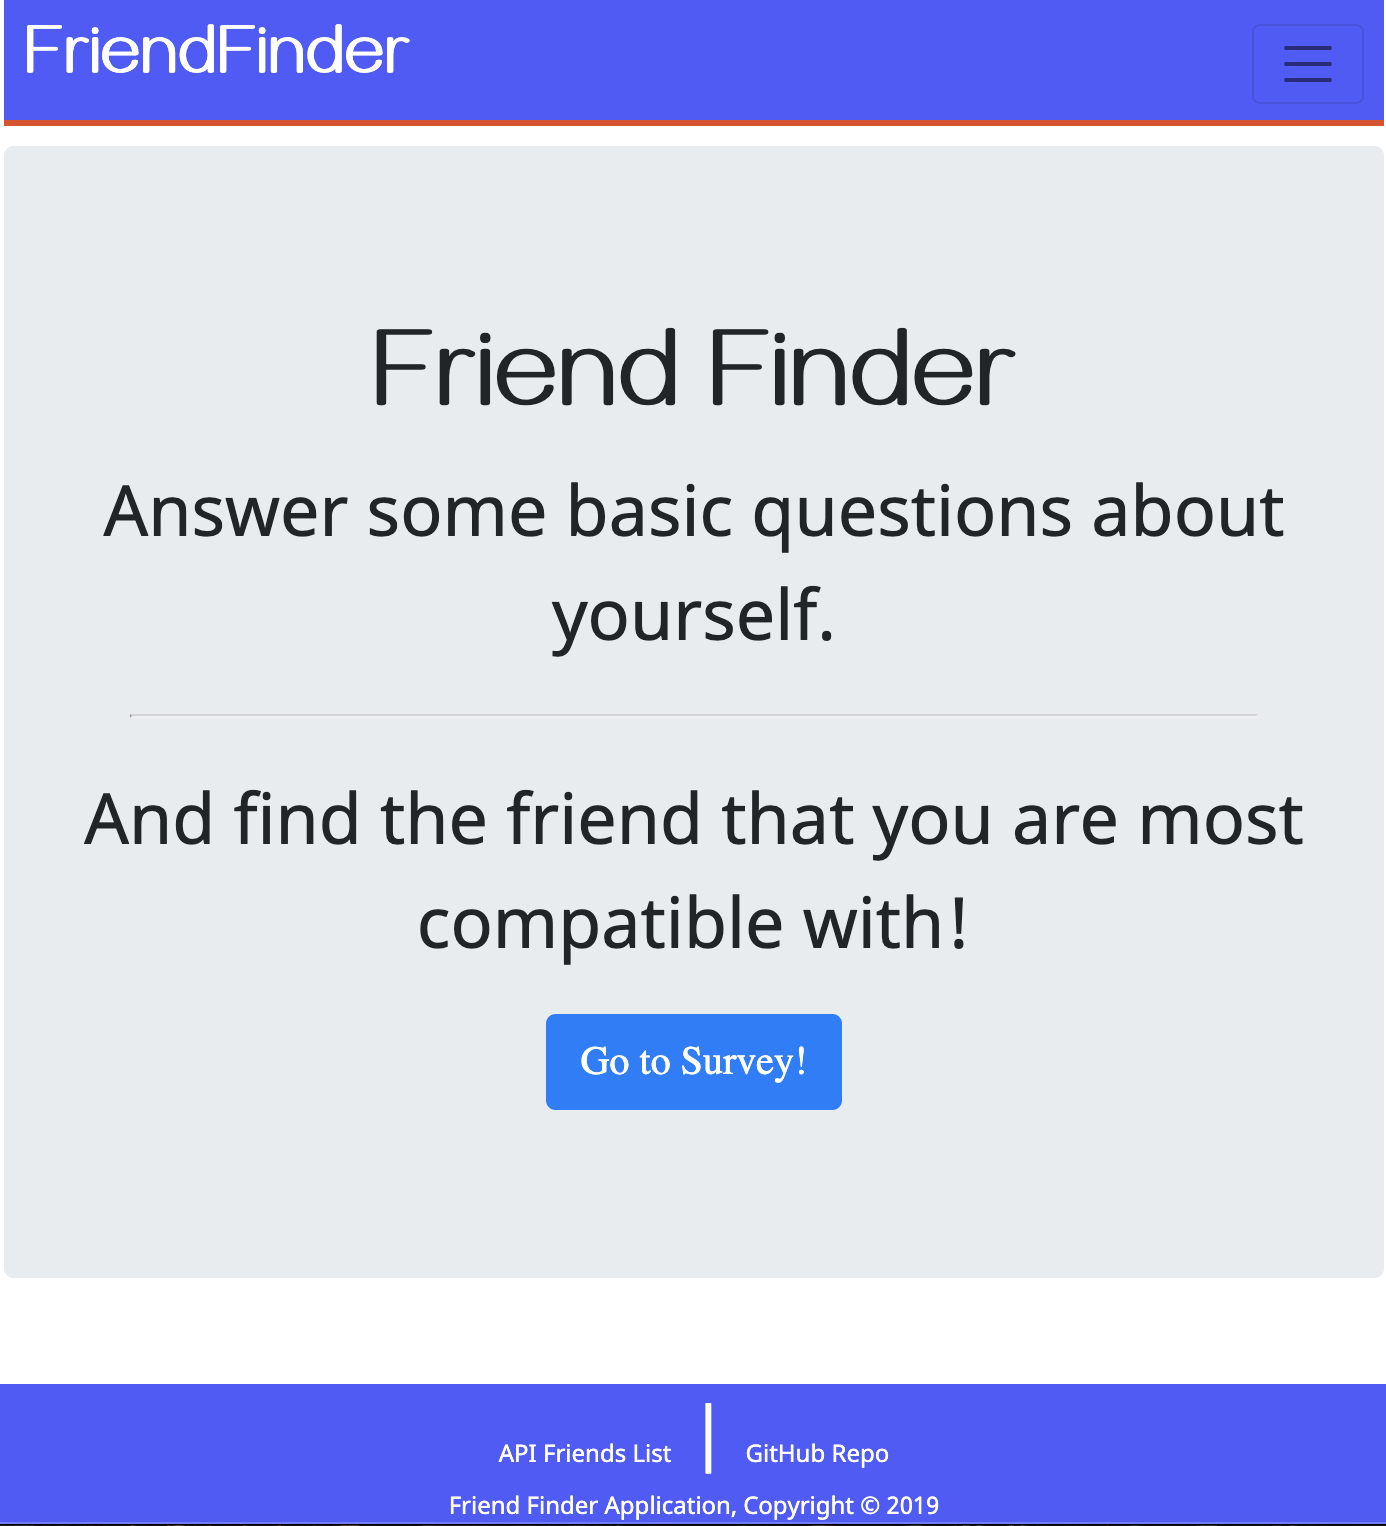 FriendFinder
Friend Finder
Answer some basic questions about
yourself.
And find the friend that you are most
compatible with!
Go to Survey!
API Friends List | GitHub Repo
Friend Finder Application, Copyright © 2019